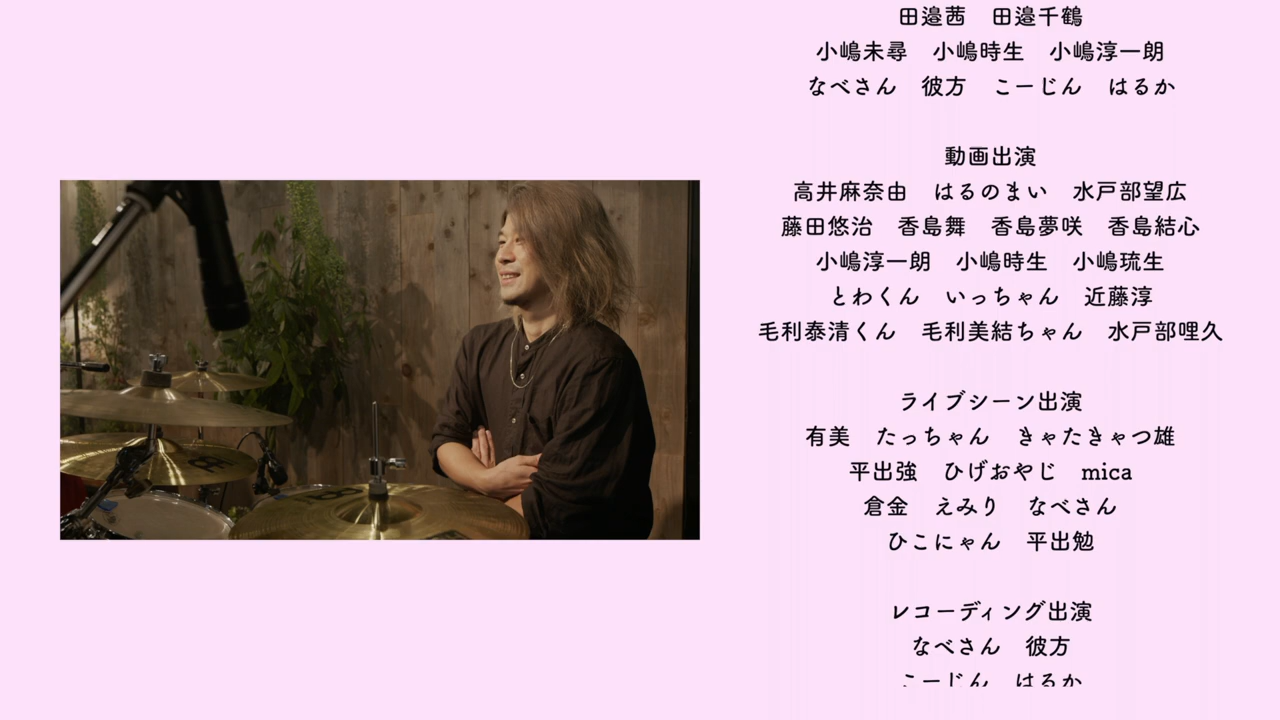 田邉茜　田邉千鶴
小嶋未尋　小嶋時生　小嶋淳一朗
なべさん　彼方　こーじん　はるか
動画出演
高井麻奈由　はるのまい　水戸部望広
藤田悠治　香島舞　香島夢咲　香島結心
小嶋淳一朗　小嶋時生　小嶋琉生
とわくん　いっちゃん　近藤淳
毛利泰清くん　毛利美結ちゃん　水戸部哩久
ライブシーン出演
有美　たっちゃん　きゃたきゃつ雄
平出強　ひげおやじ　mica
倉金　えみり　なべさん
ひこにゃん　平出勉
レコーディング出演
なべさん　彼方
こーじん　はるか